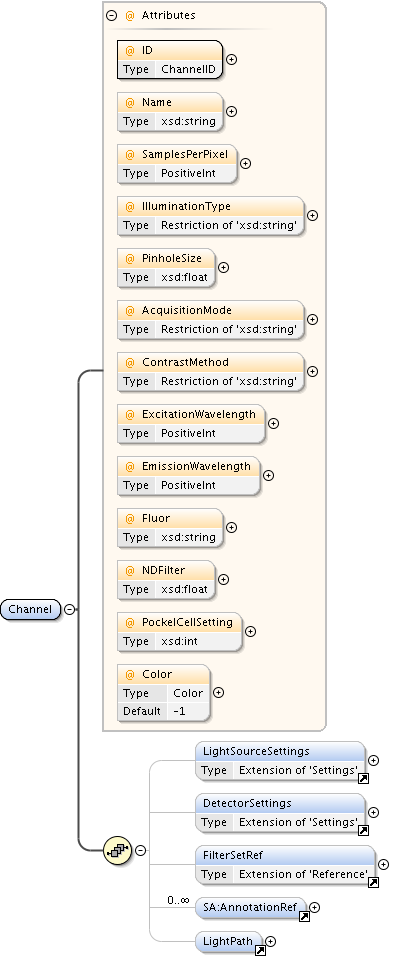 @ Attributes
@ ID
Type ChannelID
@ Name
Type xsd:string
@ SamplesPerPixel
Type PositiveInt
@ IlluminationType
Type Restriction of 'xsd:string'
@ PinholeSize
Type xsd:float
@ AcquisitionMode
Type Restriction of 'xsd:string'
@ ContrastMethod
Type Restriction of 'xsd:string'
@ ExcitationWavelength
Type PositiveInt
@ EmissionWavelength
Type PositiveInt
@ Fluor
Type xsd:string
@ NDFilter
Type xsd:float
Channel
@ PockelCellSetting
Type xsd:int
@ Color
Type Color
Default -1
LightSourceSettings
Type Extension of 'Settings'
DetectorSettings
Type Extension of 'Settings'
FilterSetRef
Type Extension of 'Reference'
0..∞
SA:AnnotationRef
LightPath